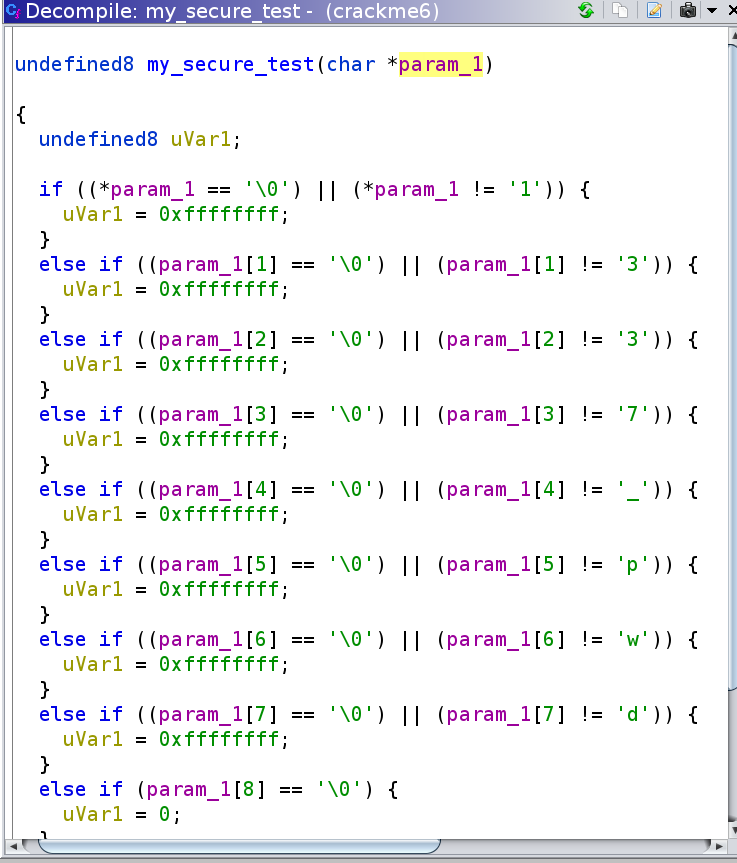 Decompile: my_secure_test - (crackme6)
undefined8 my_secure_test(char *param_1)
{
undefined8 uVar1;
if ((*param_1 == '\0') || (*param_1 != '1')) {
uVar1 = 0xffffffff;
}
else if ((param_1[1] == '\0') || (param_1[1] != '3')) {
uVar1 = 0xffffffff;
}
else if ((param_1[2] == '\0') || (param_1[2] != '3')) {
uVar1 = 0xffffffff;
}
else if ((param_1[3] == '\0') || (param_1[3] != '7')) {
uVar1 = 0xffffffff;
}
else if ((param_1[4] == '\0') || (param_1[4] != '_')) {
uVar1 = 0xffffffff;
}
else if ((param_1[5] == '\0') || (param_1[5] != 'p')) {
uVar1 = 0xffffffff;
}
else if ((param_1[6] == '\0') || (param_1[6] != 'w')) {
uVar1 = 0xffffffff;
}
else if ((param_1[7] == '\0') || (param_1[7] != 'd')) {
uVar1 = 0xffffffff;
}
else if (param_1[8] == '\0') {
uVar1 = 0;
}